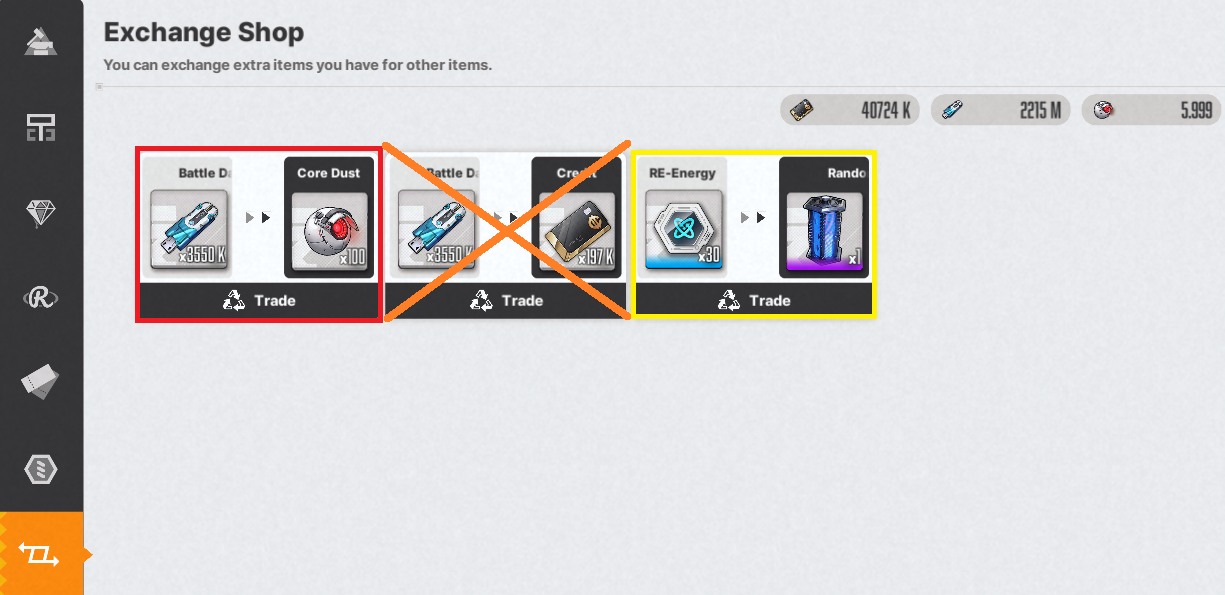 Exchange Shop
You can exchange extra items you have for other items.
40724 K
2215 M
5.999
Battle Da
Core Dust
x3550 K
x100
Trade
Battle Da
Credit
x3550K
x197 K
Trade
RE-Energy
Rando
x30
x1
Trade